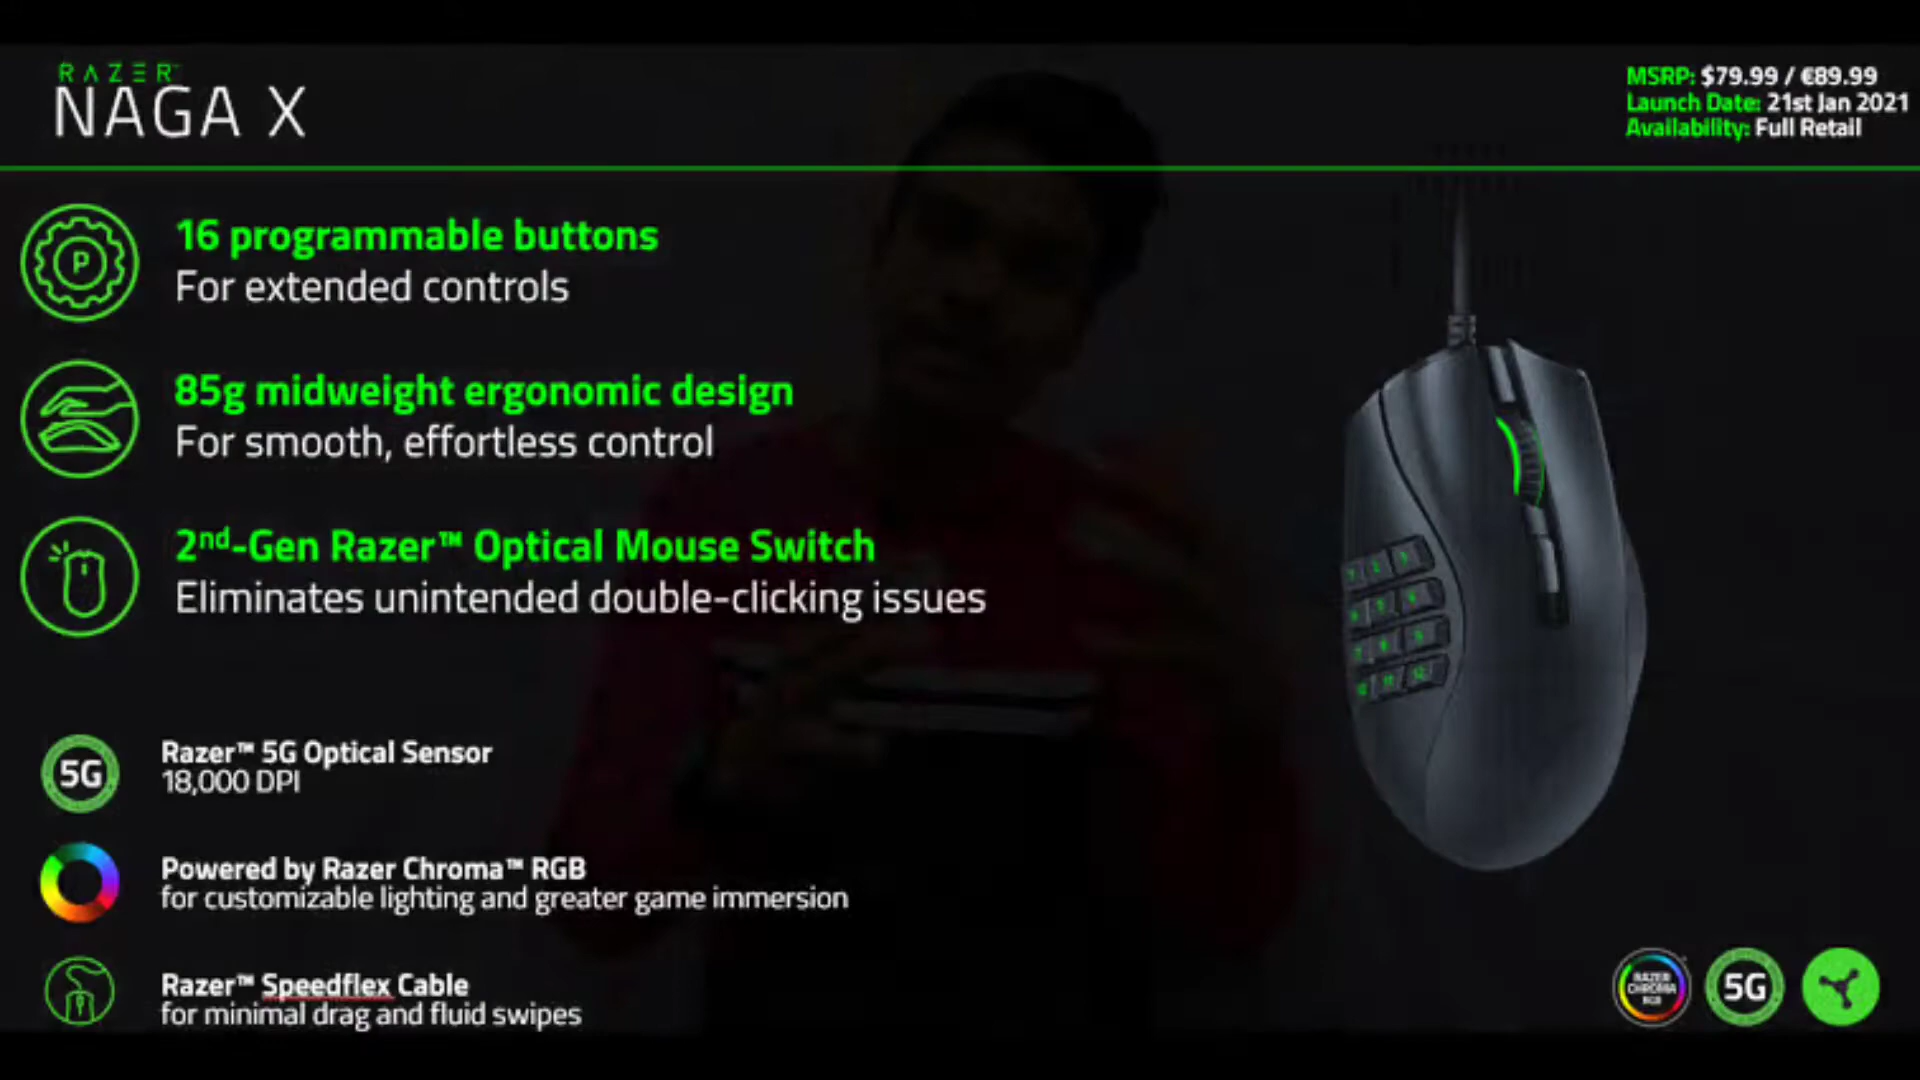 RAZER™
NAGA X
MSRP: $79.99 / €89.99
Launch Date: 21st Jan 2021
Availability: Full Retail
P
16 programmable buttons
For extended controls
85g midweight ergonomic design
For smooth, effortless control
2nd-Gen Razer™ Optical Mouse Switch
Eliminates unintended double-clicking issues
5G
Razer™ 5G Optical Sensor
18,000 DPI
Powered by Razer Chroma™ RGB
for customizable lighting and greater game immersion
Razer™ Speedflex Cable
for minimal drag and fluid swipes
RAZER
CHROMA
RGB
5G